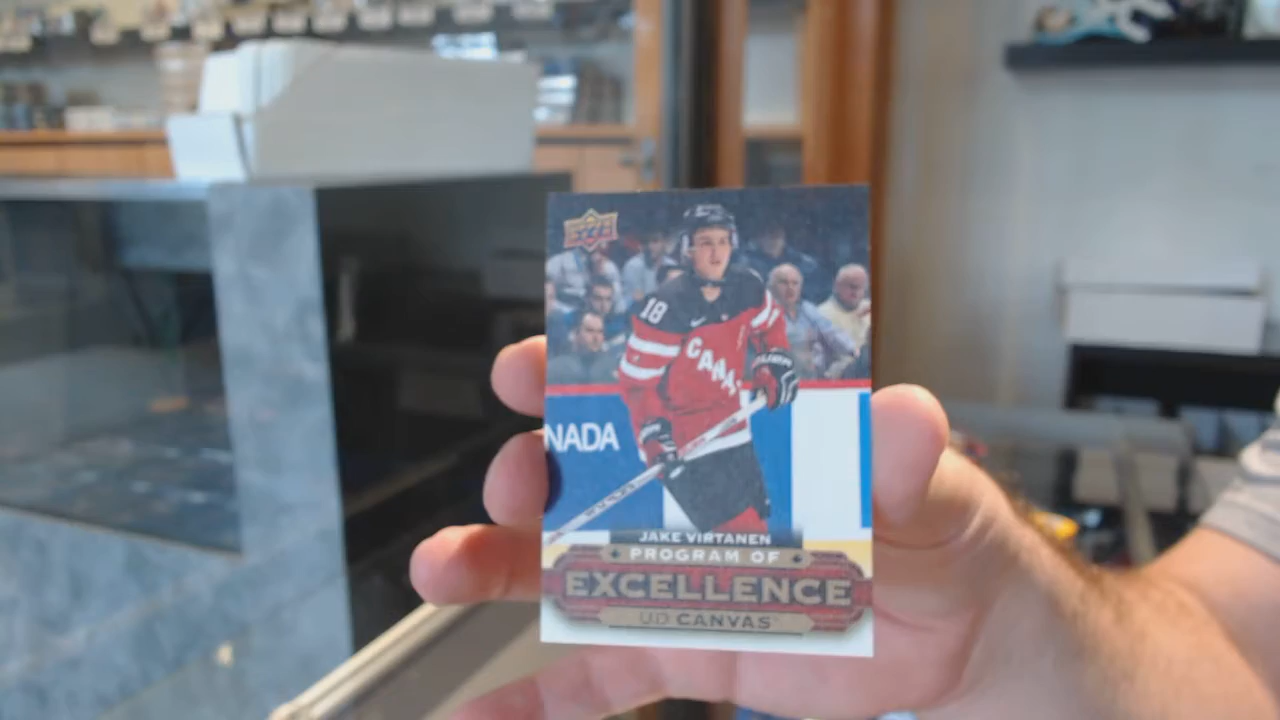 18
CANA
NADA
JAKE VIRTANEN
PROGRAM OF
EXCELLENCE
UD CANVAS